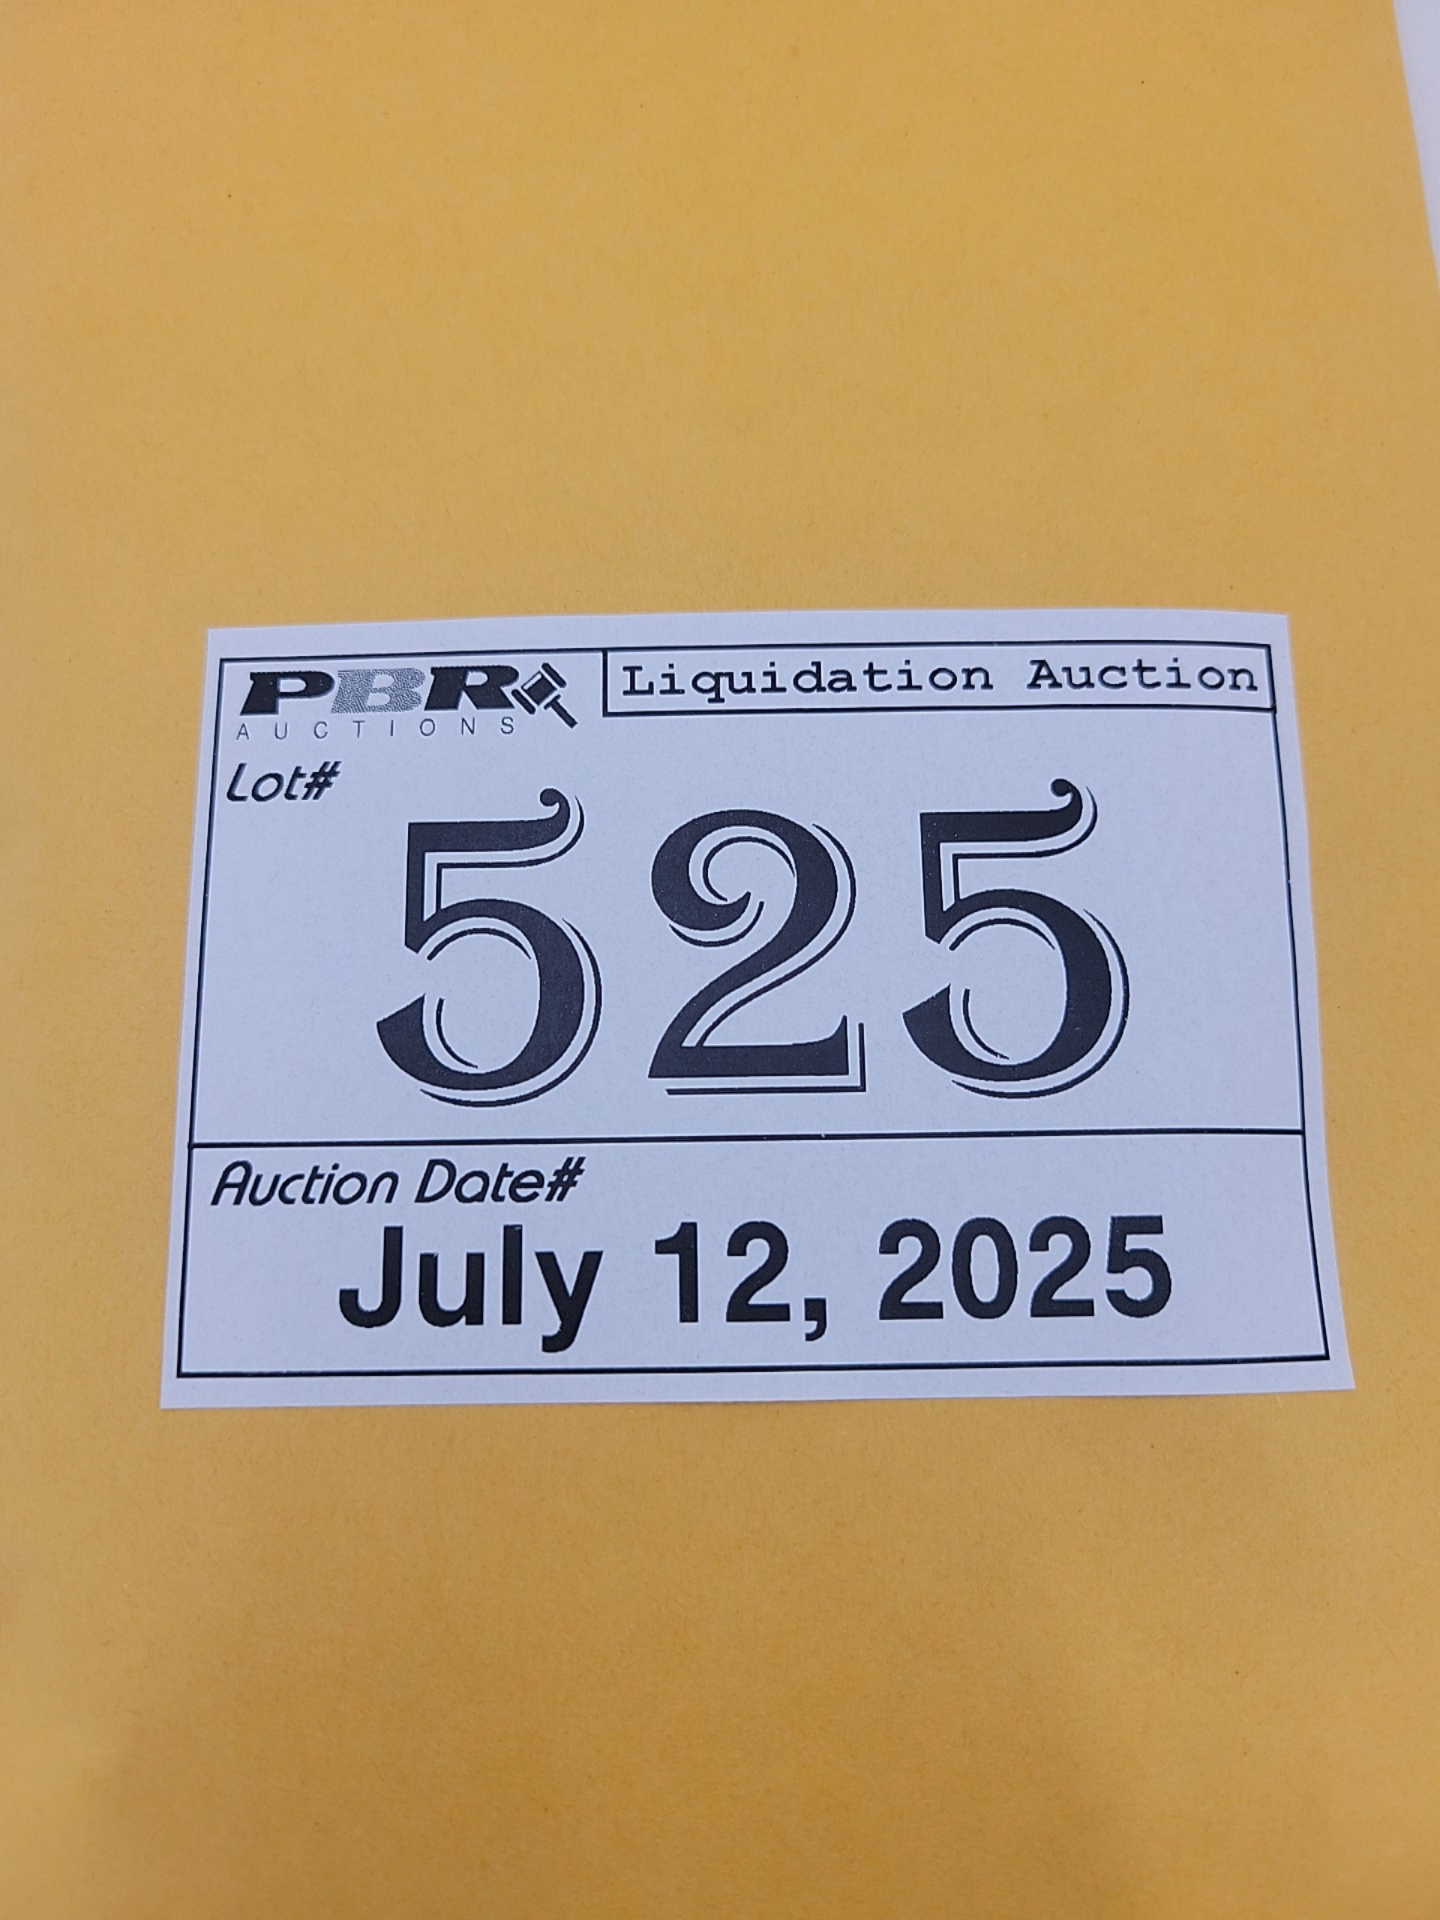 PBR
AUCTIONS
Liquidation Auction
Lot#
525
Auction Date#
July 12, 2025